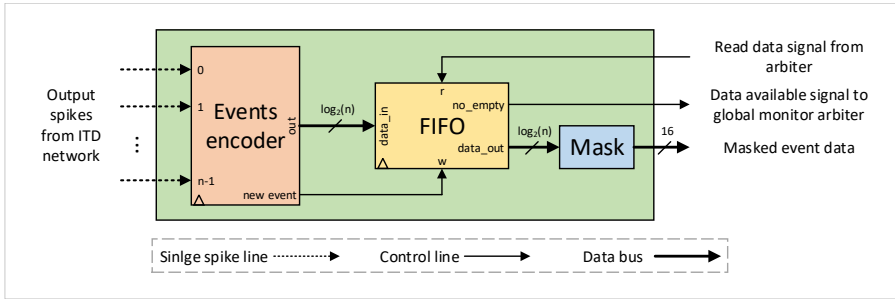 Output
spikes
from ITD
network
0
1
⋮
n-1
Events
encoder
out
new event
log₂(n)
data_in
r
no_empty
FIFO
data_out
w
log₂(n)
Mask
16
Read data signal from
arbiter
Data available signal to
global monitor arbiter
Masked event data
Sinlge spike line
Control line
Data bus